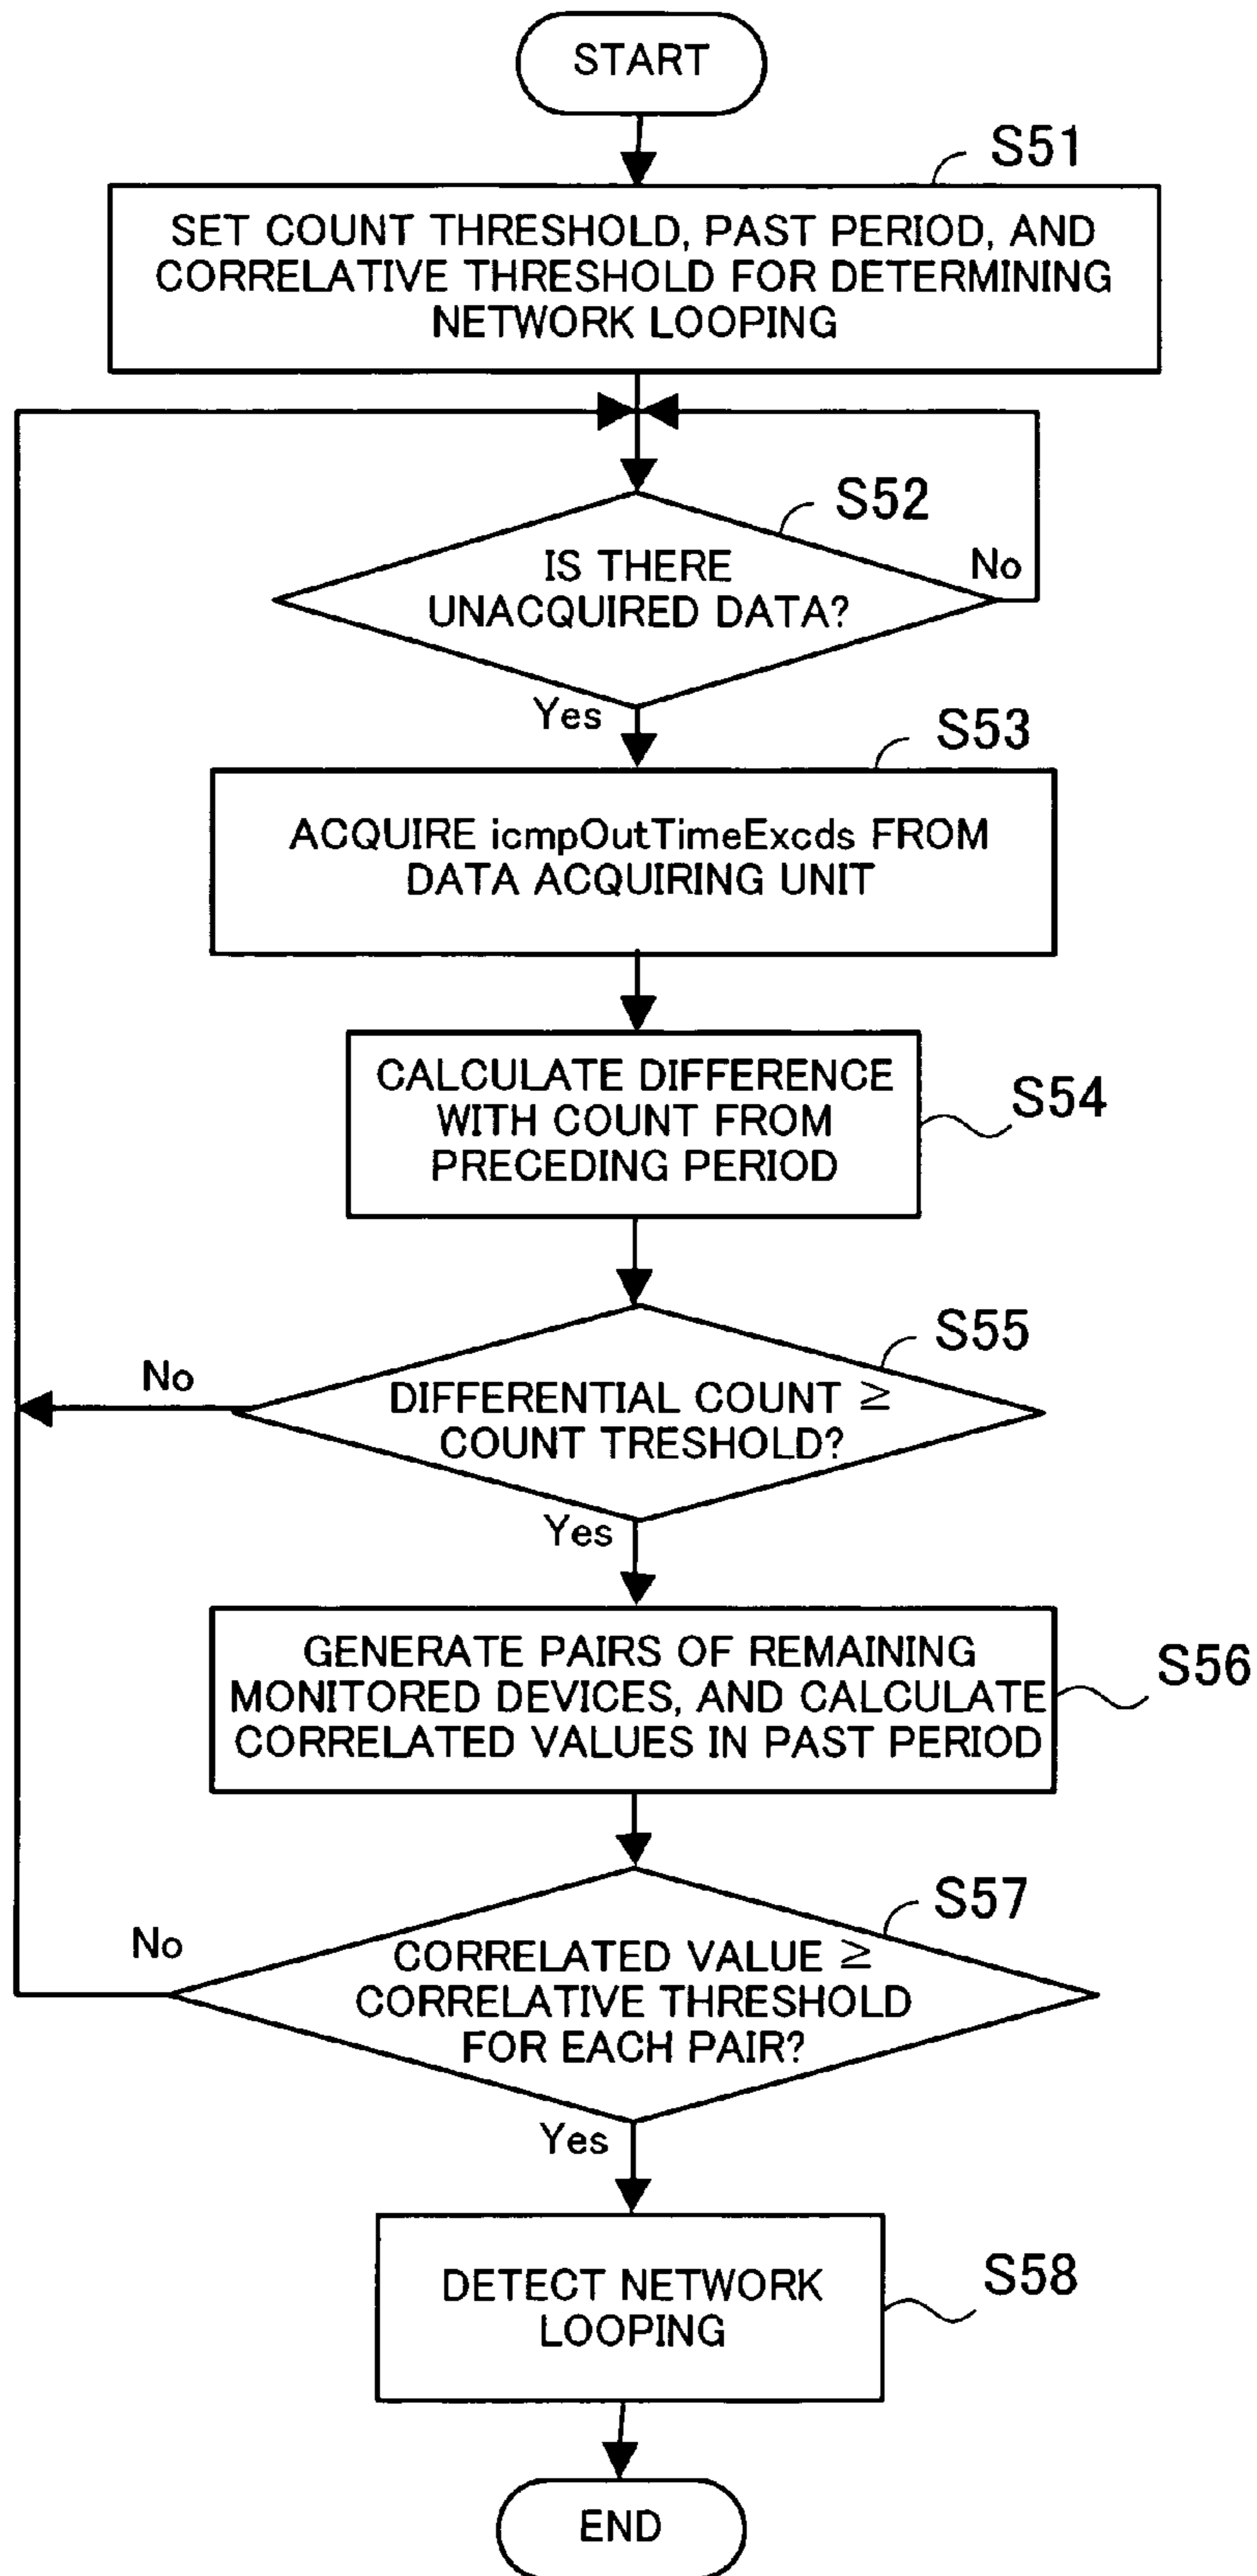 START
S51
SET COUNT THRESHOLD, PAST PERIOD, AND
CORRELATIVE THRESHOLD FOR DETERMINING
NETWORK LOOPING
S52
IS THERE
UNACQUIRED DATA?
No
Yes
S53
ACQUIRE icmpOutTimeExcds FROM
DATA ACQUIRING UNIT
CALCULATE DIFFERENCE
WITH COUNT FROM
PRECEDING PERIOD
S54
S55
No
DIFFERENTIAL COUNT ≧
COUNT TRESHOLD?
Yes
GENERATE PAIRS OF REMAINING
MONITORED DEVICES, AND CALCULATE
CORRELATED VALUES IN PAST PERIOD
S56
S57
No
CORRELATED VALUE ≧
CORRELATIVE THRESHOLD
FOR EACH PAIR?
Yes
DETECT NETWORK
LOOPING
S58
END